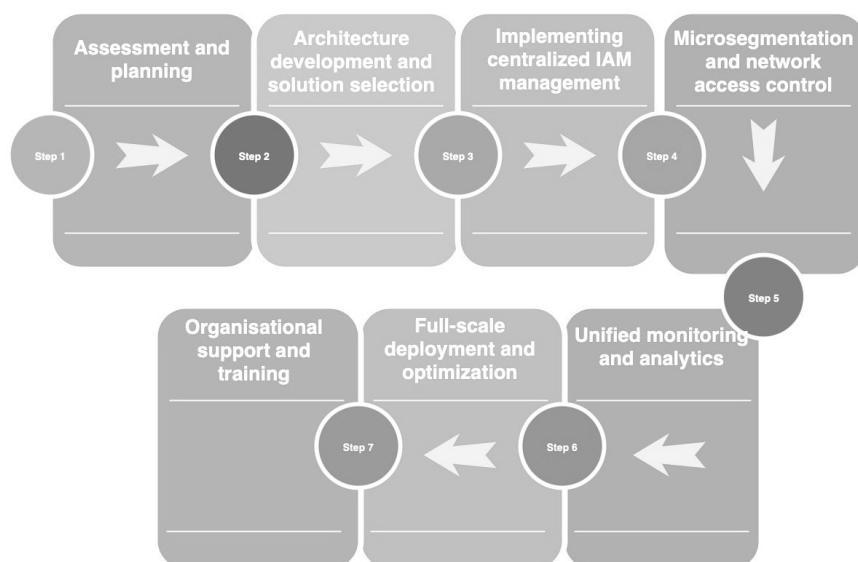 Assessment and
planning
Architecture
development and
solution selection
Implementing
centralized IAM
management
Microsegmentation
and network
access control
Step 1
Step 2
Step 3
Step 4
Step 5
Unified monitoring
and analytics
Full-scale
deployment and
optimization
Organisational
support and
training
Step 6
Step 7